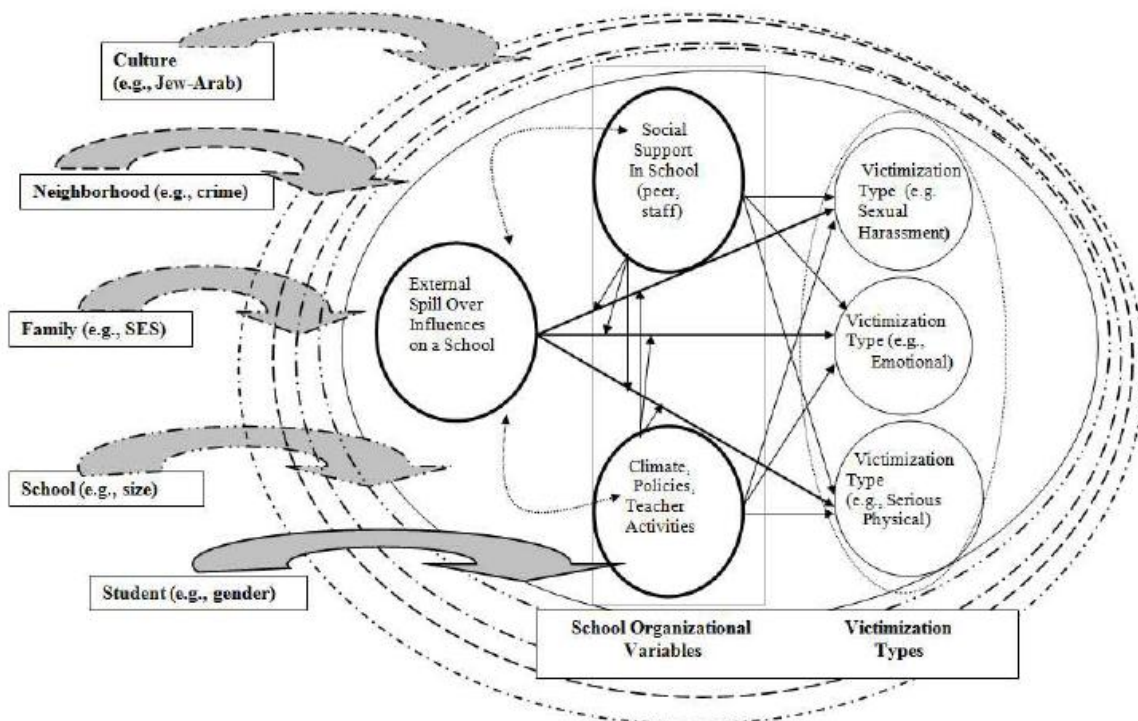 Culture
(e.g., Jew-Arab)
Neighborhood (e.g., crime)
Family (e.g., SES)
School (e.g., size)
Student (e.g., gender)
External
Spill Over
Influences
on a School
Social
Support
In School
(peer,
staff)
Climate,
Policies,
Teacher
Activities
Victimization
Type (e.g.
Sexual
Harassment)
Victimization
Type (e.g.,
Emotional)
Victimization
Type
(e.g., Serious
Physical)
School Organizational
Variables
Victimization
Types